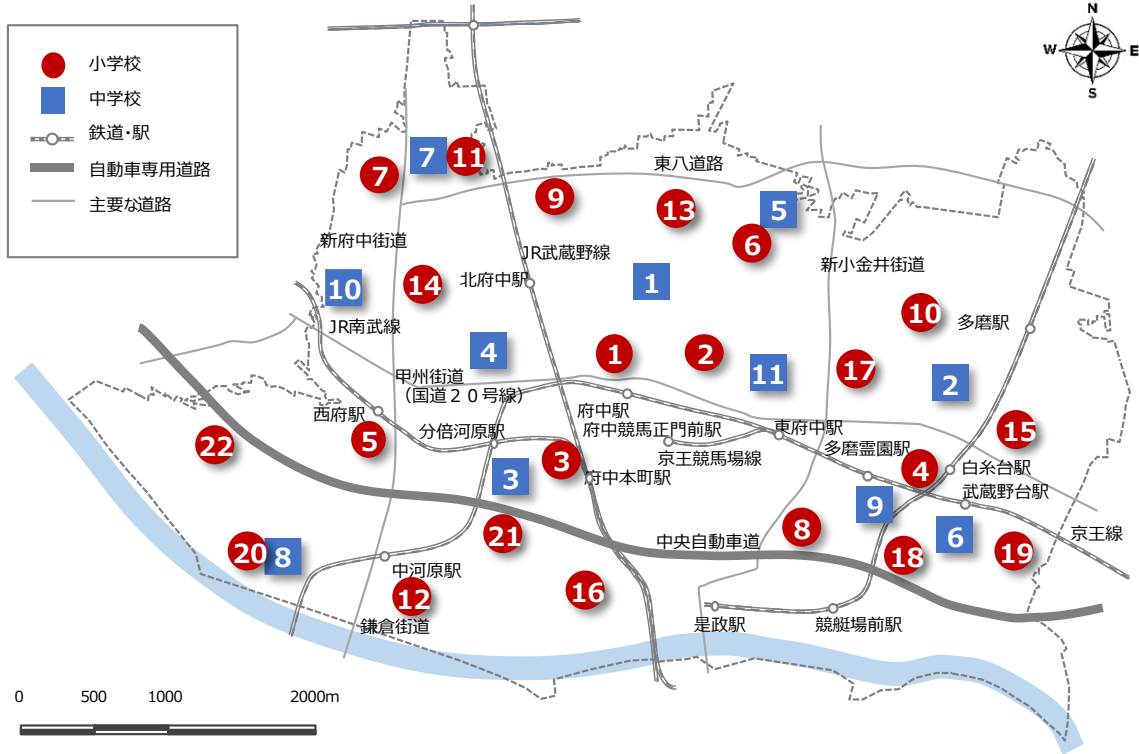 N
W
E
S
小学校
中学校
鉄道・駅
自動車専用道路
主要な道路
7
11
7
東八道路
9
13
5
6
新府中街道
JR武蔵野線
新小金井街道
北府中駅
10
14
1
10
JR南武線
多磨駅
4
1
2
11
17
2
甲州街道
(国道２０号線)
西府駅
府中駅
分倍河原駅
府中競馬正門前駅
東府中駅
22
5
3
京王競馬場線
多磨霊園駅
15
4
白糸台駅
3
府中本町駅
武蔵野台駅
9
21
8
京王線
中央自動車道
6
20
8
18
19
中河原駅
12
16
鎌倉街道
是政駅
競艇場前駅
0
500
1000
2000m